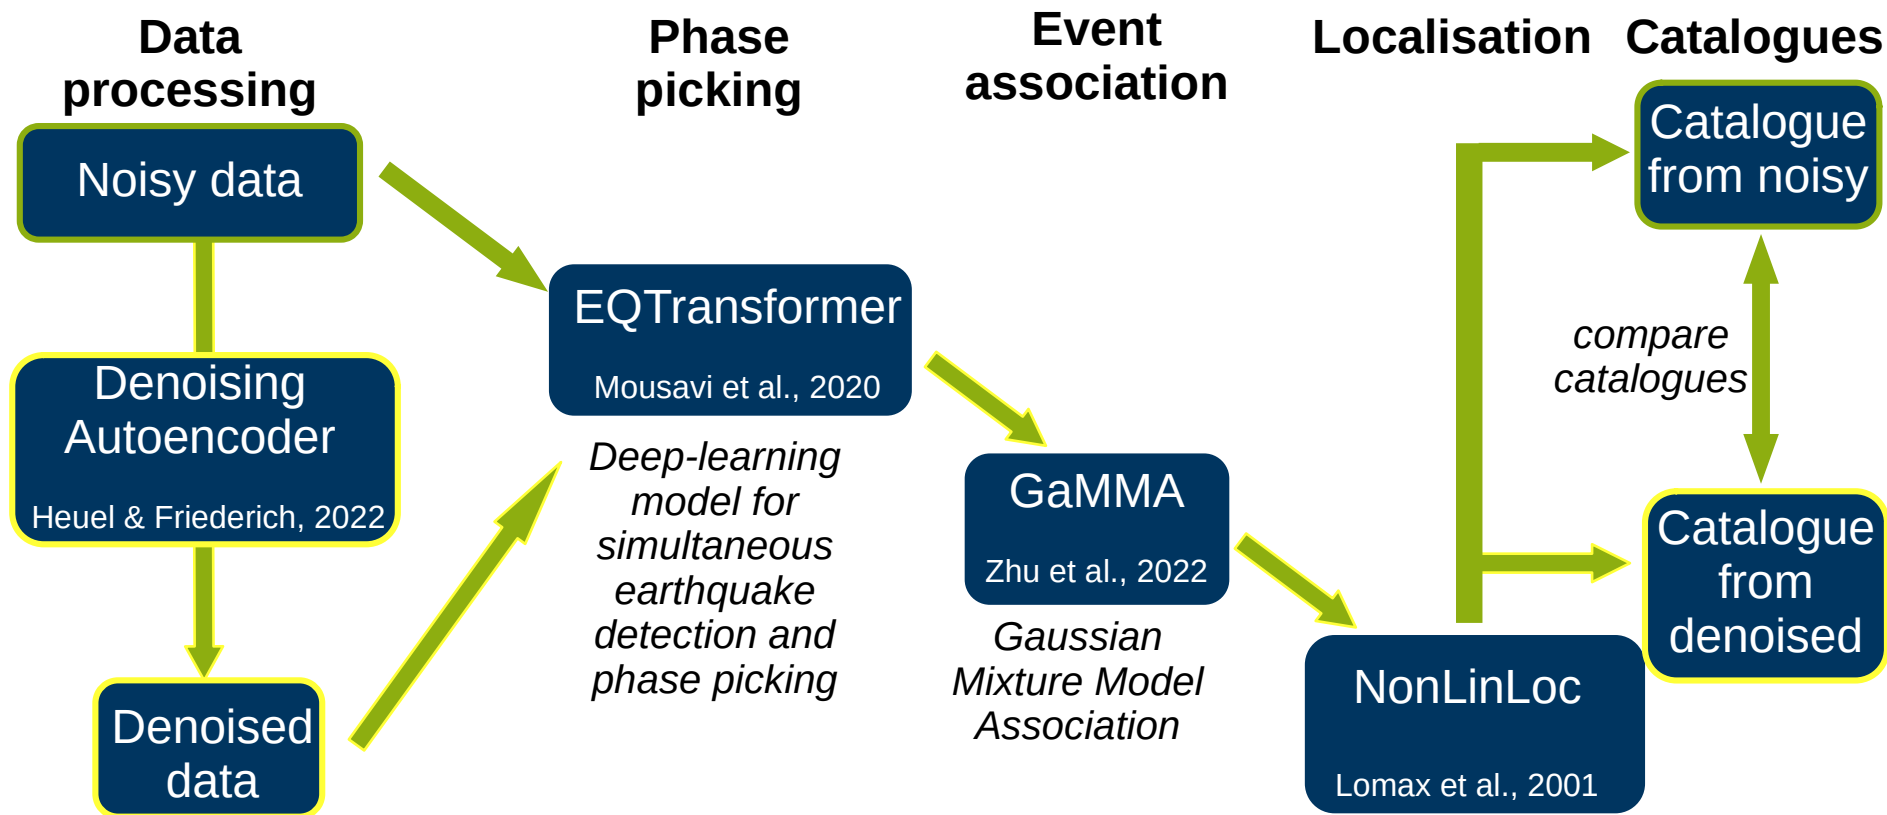 Data
processing
Phase
picking
Event
association
Localisation
Catalogues
Noisy data
Denoising
Autoencoder
Heuel & Friederich, 2022
Denoised
data
EQTransformer
Mousavi et al., 2020
Deep-learning
model for
simultaneous
earthquake
detection and
phase picking
GaMMA
Zhu et al., 2022
Gaussian
Mixture Model
Association
NonLinLoc
Lomax et al., 2001
Catalogue
from noisy
compare
catalogues
Catalogue
from
denoised